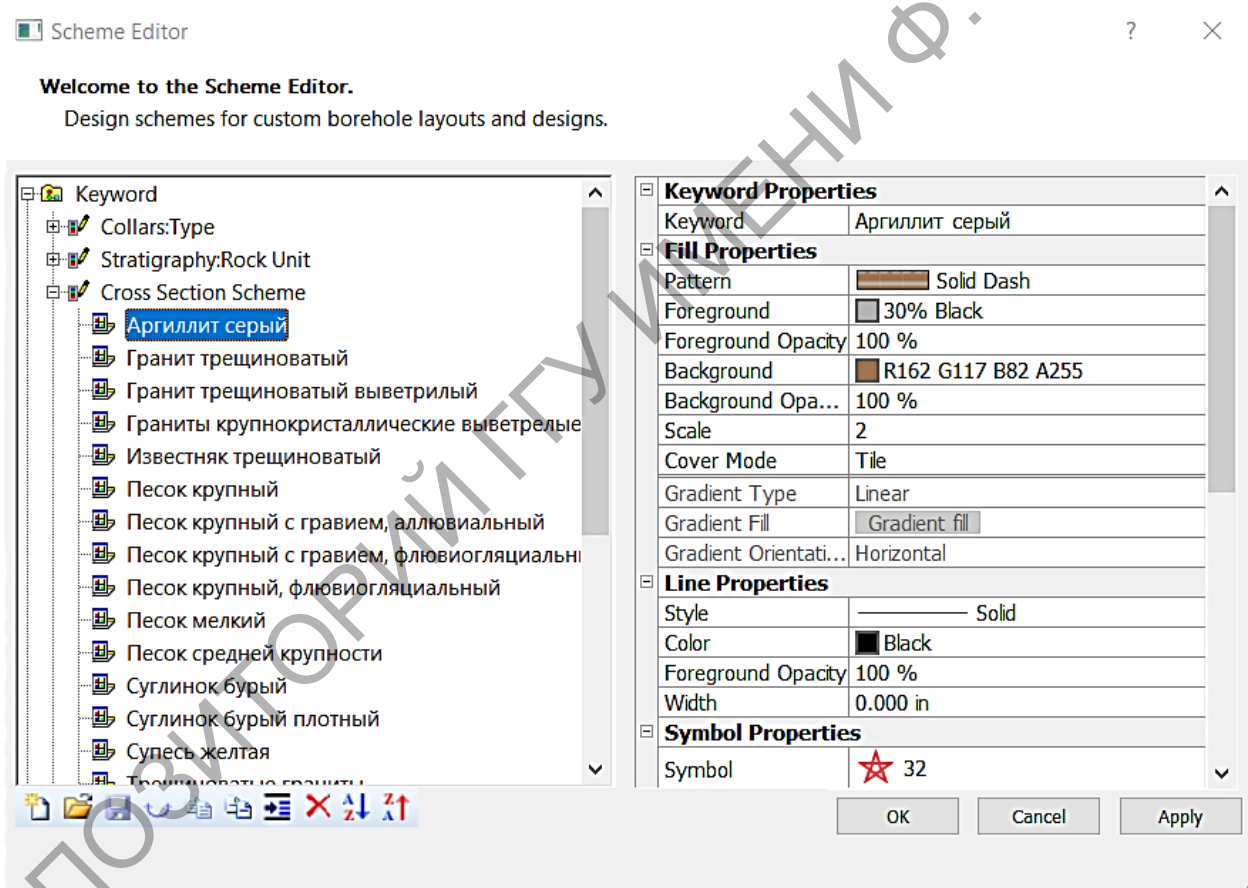 Scheme Editor ? ×
Welcome to the Scheme Editor.
Design schemes for custom borehole layouts and designs.
Keyword
Collars:Type
Stratigraphy:Rock Unit
Cross Section Scheme
Аргиллит серый
Гранит трещиноватый
Гранит трещиноватый выветрилый
Граниты крупнокристаллические выветрелые
Известняк трещиноватый
Песок крупный
Песок крупный с гравием, аллювиальный
Песок крупный с гравием, флювиогляциальн
Песок крупный, флювиогляциальный
Песок мелкий
Песок средней крупности
Суглинок бурый
Суглинок бурый плотный
Супесь желтая
Трещиноватые граниты
Keyword Properties
Keyword Аргиллит серый
Fill Properties
Pattern Solid Dash
Foreground 30% Black
Foreground Opacity 100 %
Background R162 G117 B82 A255
Background Opa... 100 %
Scale 2
Cover Mode Tile
Gradient Type Linear
Gradient Fill Gradient fill
Gradient Orientati... Horizontal
Line Properties
Style Solid
Color Black
Foreground Opacity 100 %
Width 0.000 in
Symbol Properties
Symbol 32
OK Cancel Apply
ПОЗИТОРИЙ ГГУ ИМЕНИ Ф.